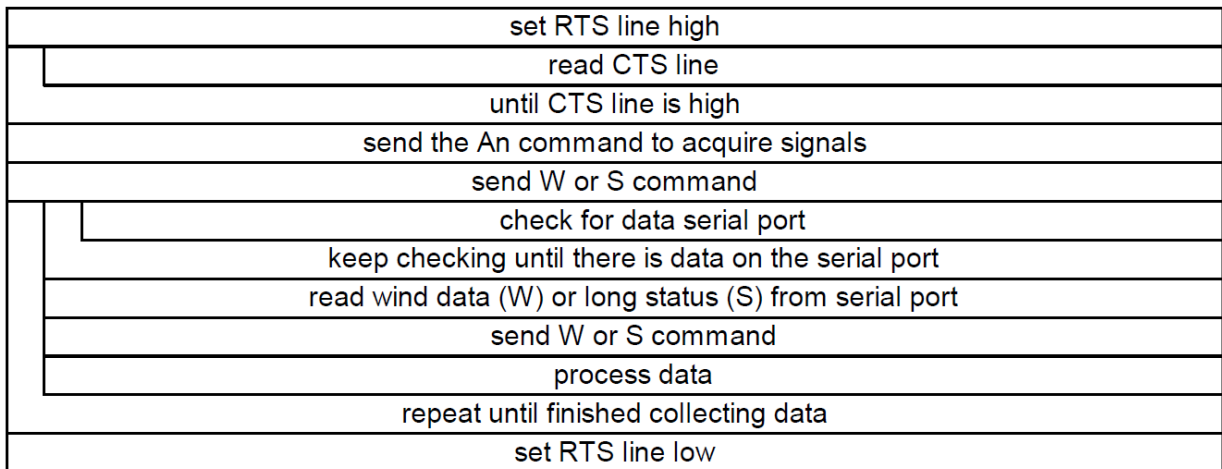 set RTS line high
read CTS line
until CTS line is high
send the An command to acquire signals
send W or S command
check for data serial port
keep checking until there is data on the serial port
read wind data (W) or long status (S) from serial port
send W or S command
process data
repeat until finished collecting data
set RTS line low